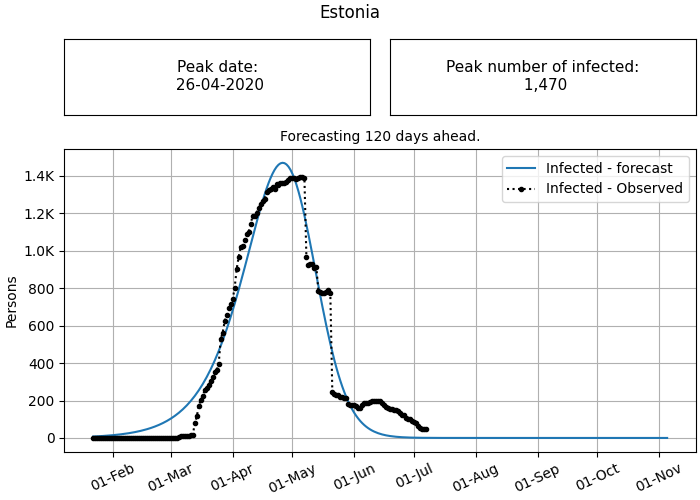 Estonia
Peak date:
26-04-2020
Peak number of infected:
1,470
Forecasting 120 days ahead.
Infected - forecast
Infected - Observed
Persons
1.4K
1.2K
1.0K
800
600
400
200
0
01-Feb
01-Mar
01-Apr
01-May
01-Jun
01-Jul
01-Aug
01-Sep
01-Oct
01-Nov